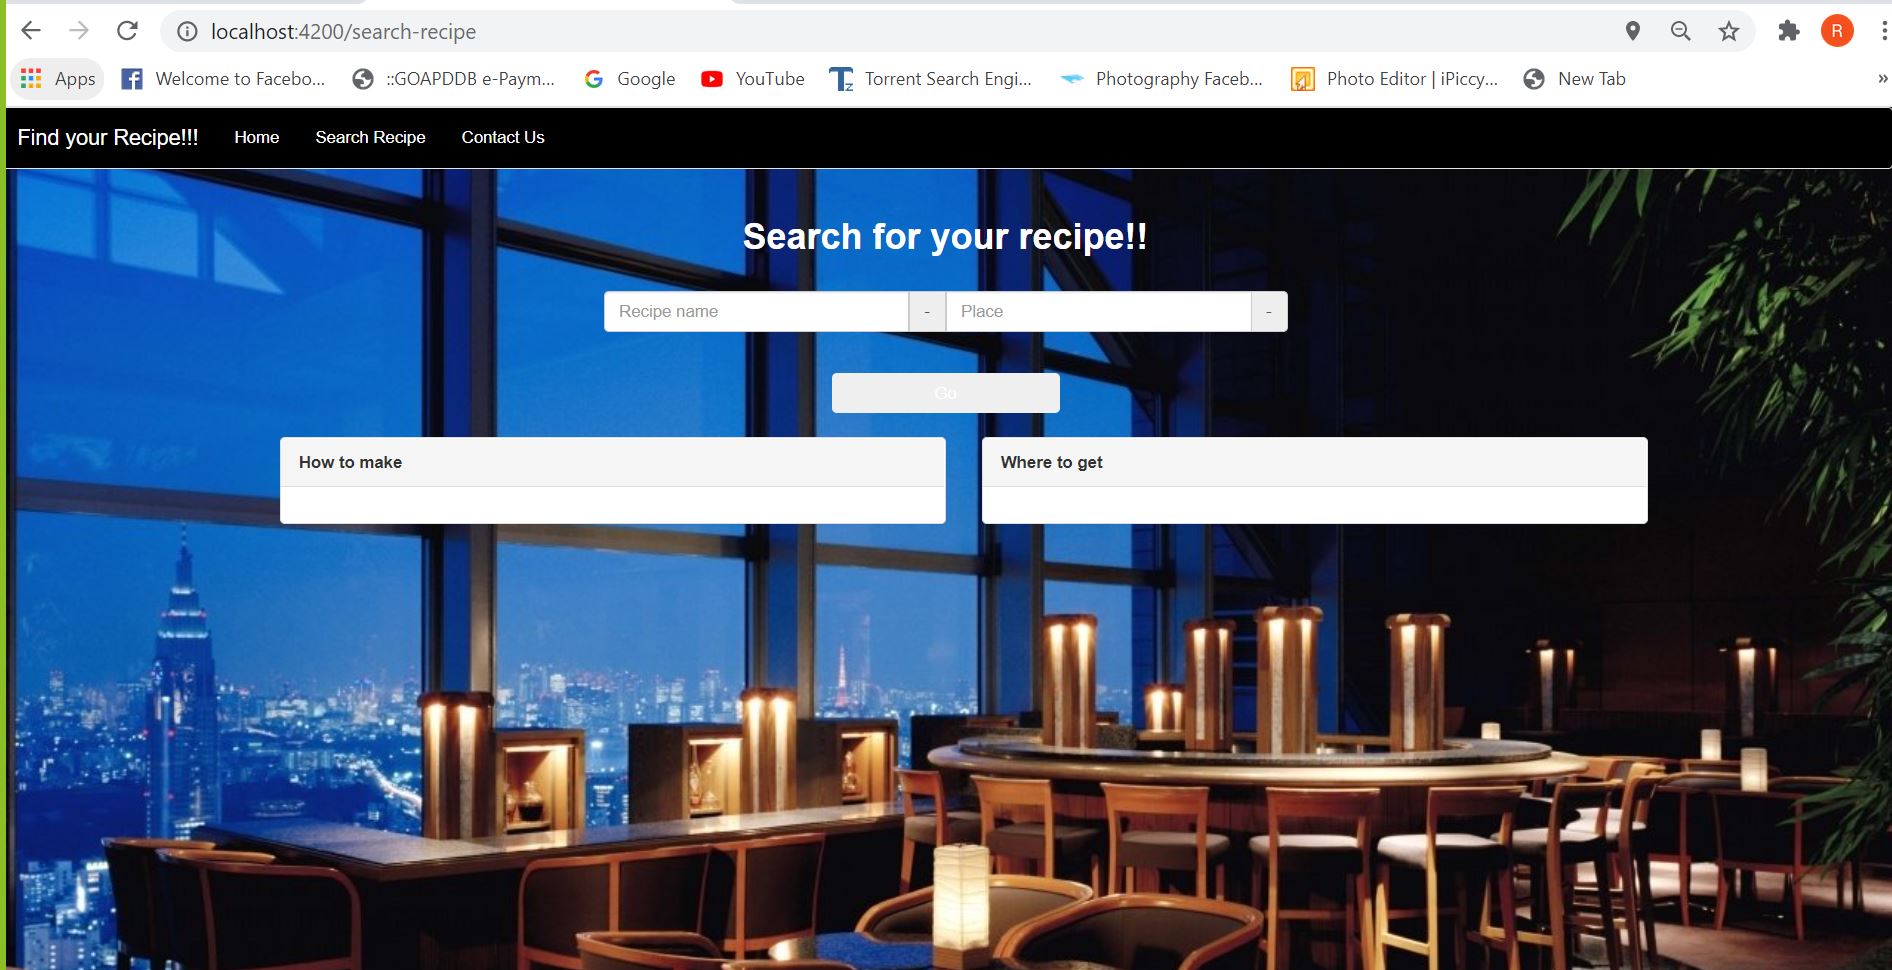 localhost:4200/search-recipe
R
Apps Welcome to Facebo... ::GOAPDDB e-Paym... Google YouTube Torrent Search Engi... Photography Faceb... Photo Editor | iPiccy... New Tab »
Find your Recipe!!! Home Search Recipe Contact Us
Search for your recipe!!
Recipe name - Place -
Go
How to make Where to get